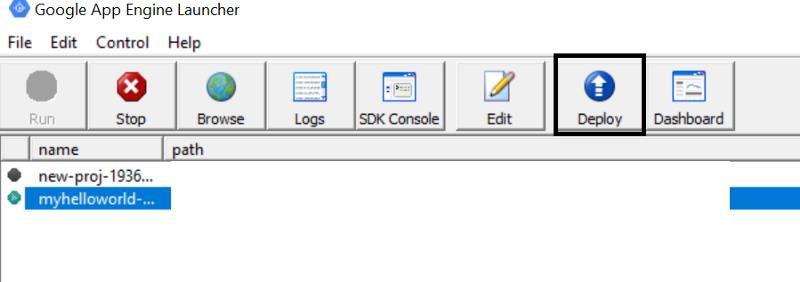 Google App Engine Launcher
File Edit Control Help
Run Stop Browse Logs SDK Console Edit Deploy Dashboard
name path
new-proj-1936...
myhelloworld-...